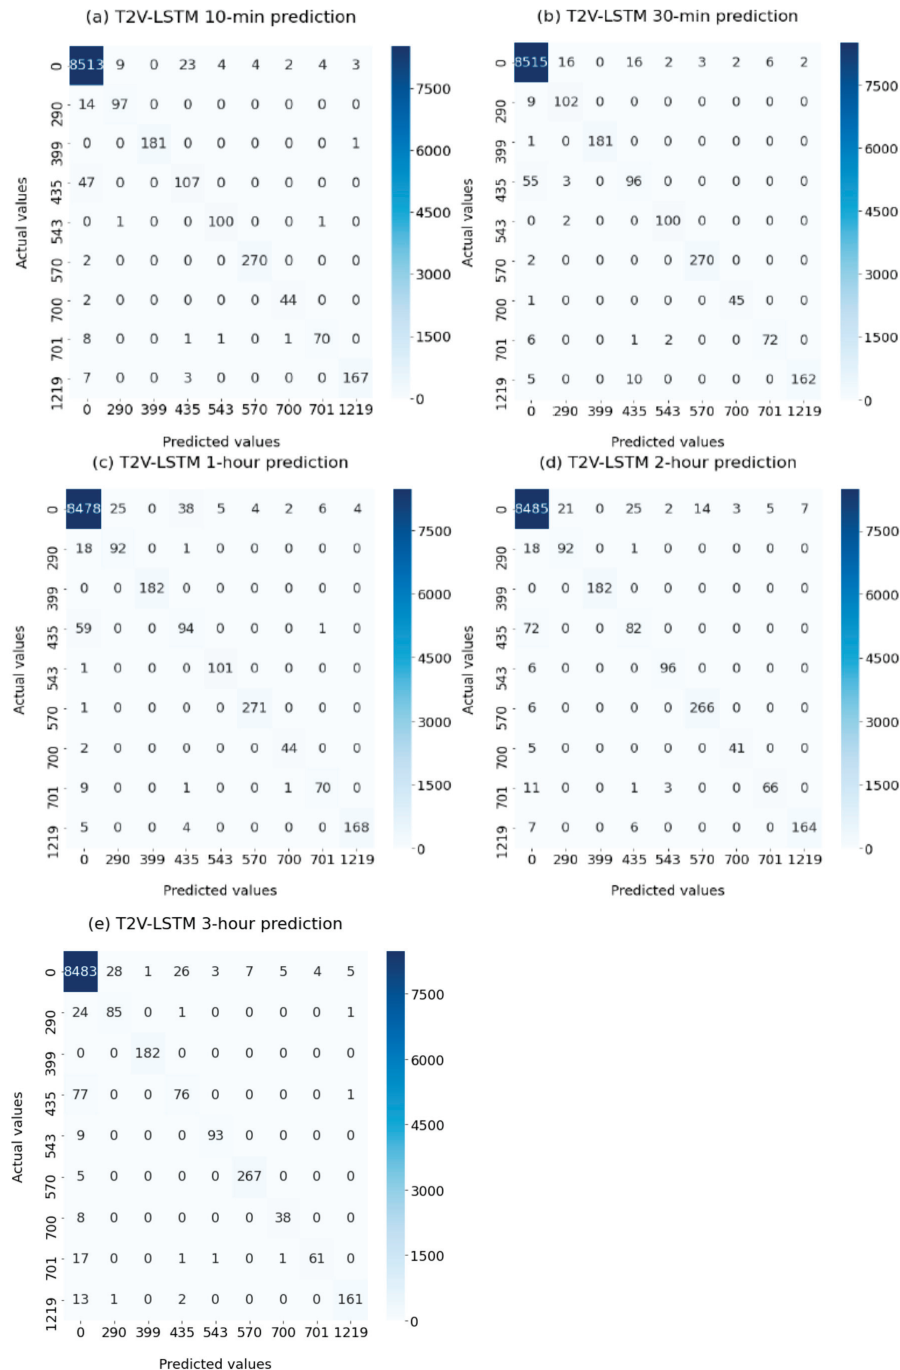 (a) T2V-LSTM 10-min prediction
0 8513 9 0 23 4 4 2 4 3
290 14 97 0 0 0 0 0 0 0
399 0 0 181 0 0 0 0 0 1
435 47 0 0 107 0 0 0 0 0
543 0 1 0 0 100 0 0 1 0
570 2 0 0 0 0 270 0 0 0
700 2 0 0 0 0 0 44 0 0
701 8 0 0 1 1 0 1 70 0
1219 7 0 0 3 0 0 0 0 167
0 290 399 435 543 570 700 701 1219
Actual values
Predicted values
7500
6000
4500
3000
1500
0
(b) T2V-LSTM 30-min prediction
0 8515 16 0 16 2 3 2 6 2
290 9 102 0 0 0 0 0 0 0
399 1 0 181 0 0 0 0 0 0
435 55 3 0 96 0 0 0 0 0
543 0 2 0 0 100 0 0 0 0
570 2 0 0 0 0 270 0 0 0
700 1 0 0 0 0 0 45 0 0
701 6 0 0 1 2 0 0 72 0
1219 5 0 0 10 0 0 0 0 162
0 290 399 435 543 570 700 701 1219
Actual values
Predicted values
7500
6000
4500
3000
1500
0
(c) T2V-LSTM 1-hour prediction
0 8478 25 0 38 5 4 2 6 4
290 18 92 0 1 0 0 0 0 0
399 0 0 182 0 0 0 0 0 0
435 59 0 0 94 0 0 0 1 0
543 1 0 0 0 101 0 0 0 0
570 1 0 0 0 0 271 0 0 0
700 2 0 0 0 0 0 44 0 0
701 9 0 0 1 0 0 1 70 0
1219 5 0 0 4 0 0 0 0 168
0 290 399 435 543 570 700 701 1219
Actual values
Predicted values
7500
6000
4500
3000
1500
0
(d) T2V-LSTM 2-hour prediction
0 8485 21 0 25 2 14 3 5 7
290 18 92 0 1 0 0 0 0 0
399 0 0 182 0 0 0 0 0 0
435 72 0 0 82 0 0 0 0 0
543 6 0 0 0 96 0 0 0 0
570 6 0 0 0 0 266 0 0 0
700 5 0 0 0 0 0 41 0 0
701 11 0 0 1 3 0 0 66 0
1219 7 0 0 6 0 0 0 0 164
0 290 399 435 543 570 700 701 1219
Actual values
Predicted values
7500
6000
4500
3000
1500
0
(e) T2V-LSTM 3-hour prediction
0 8483 28 1 26 3 7 5 4 5
290 24 85 0 1 0 0 0 0 1
399 0 0 182 0 0 0 0 0 0
435 77 0 0 76 0 0 0 0 1
543 9 0 0 0 93 0 0 0 0
570 5 0 0 0 0 267 0 0 0
700 8 0 0 0 0 0 38 0 0
701 17 0 0 1 1 0 1 61 0
1219 13 1 0 2 0 0 0 0 161
0 290 399 435 543 570 700 701 1219
Actual values
Predicted values
7500
6000
4500
3000
1500
0